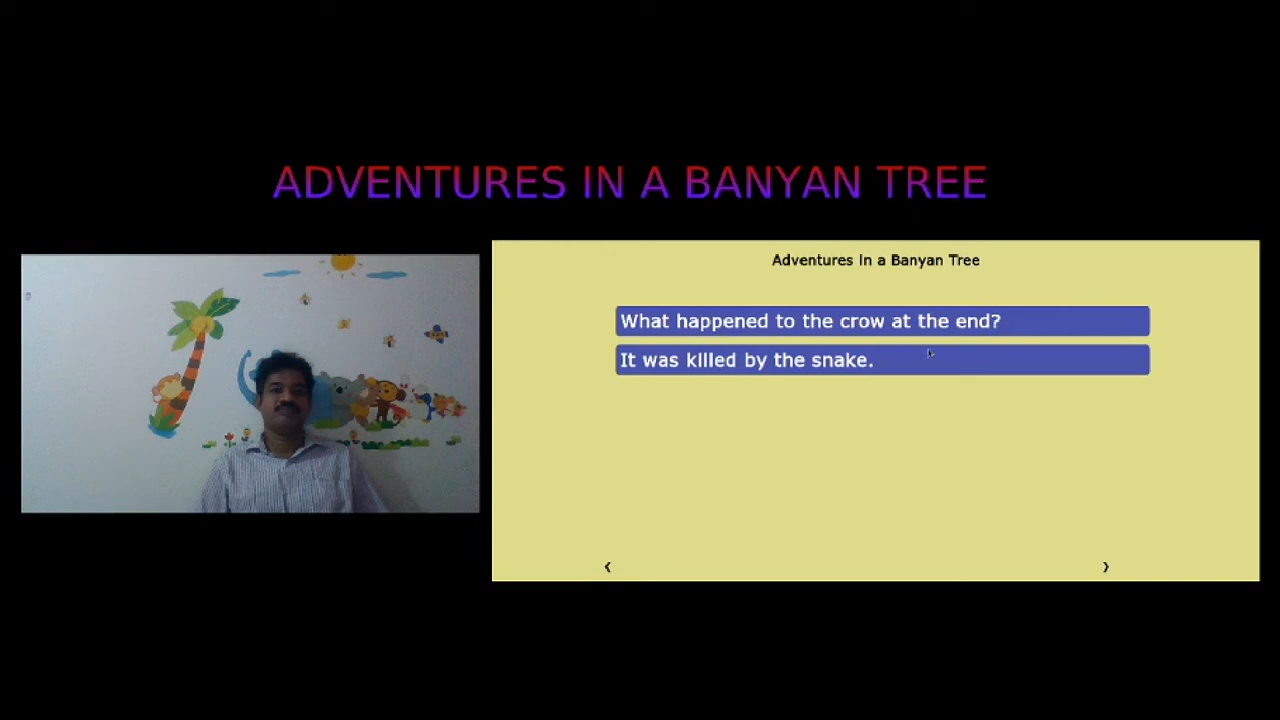 ADVENTURES IN A BANYAN TREE
Adventures in a Banyan Tree
What happened to the crow at the end?
It was killed by the snake.